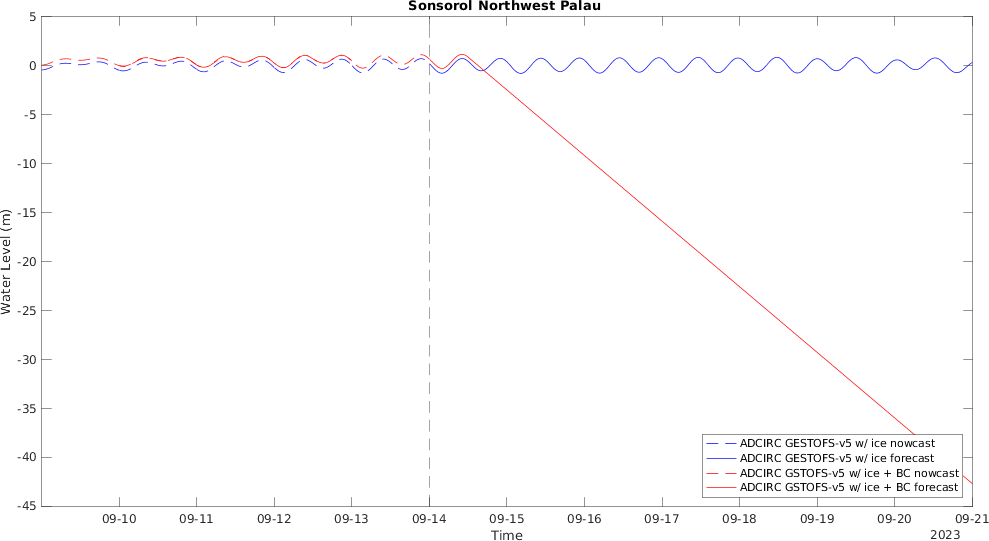 Sonsorol Northwest Palau
5
0
-5
-10
-15
-20
-25
-30
-35
-40
-45
Water Level (m)
ADCIRC GESTOFS-v5 w/ ice nowcast
ADCIRC GESTOFS-v5 w/ ice forecast
ADCIRC GSTOFS-v5 w/ ice + BC nowcast
ADCIRC GSTOFS-v5 w/ ice + BC forecast
09-10 09-11 09-12 09-13 09-14 09-15 09-16 09-17 09-18 09-19 09-20 09-21
Time
2023